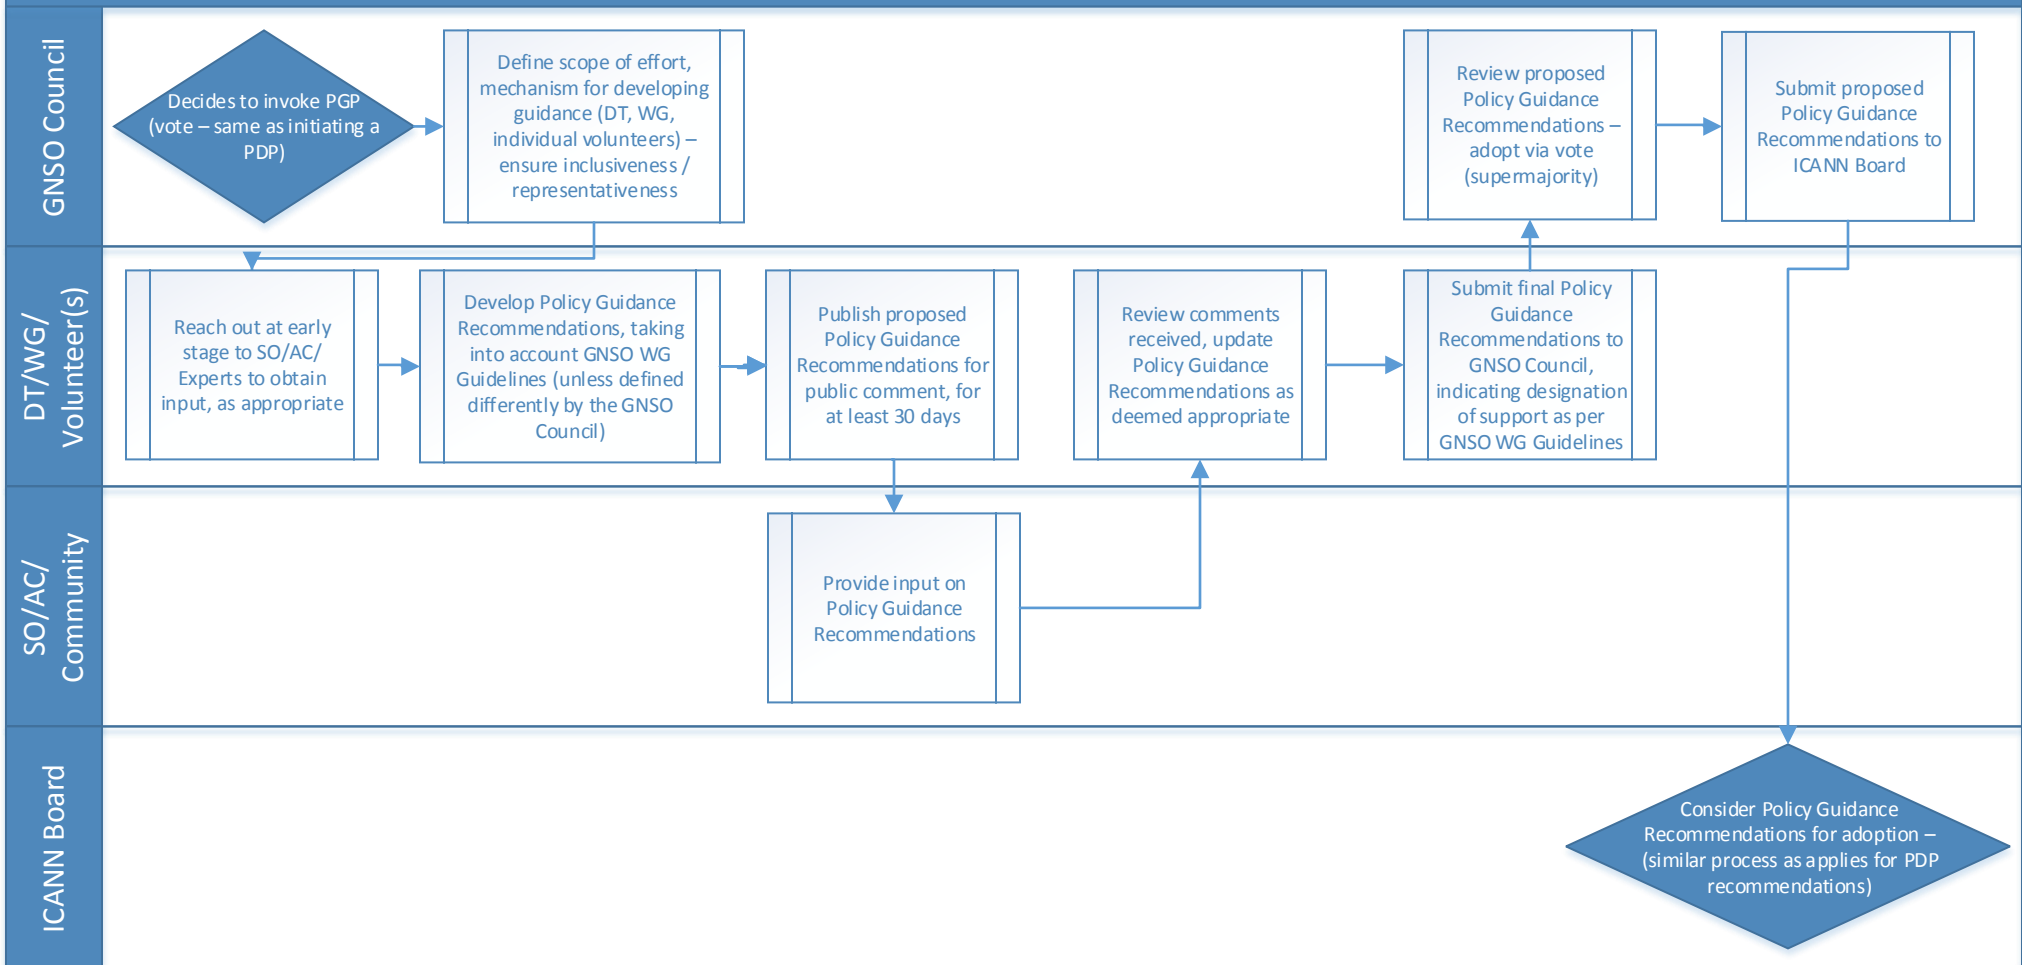 GNSO Council
Decides to invoke PGP
(vote – same as initiating a
PDP)
Define scope of effort,
mechanism for developing
guidance (DT, WG,
individual volunteers) –
ensure inclusiveness /
representativeness
Review proposed
Policy Guidance
Recommendations –
adopt via vote
(supermajority)
Submit proposed
Policy Guidance
Recommendations to
ICANN Board
DT/WG/
Volunteer(s)
Reach out at early
stage to SO/AC/
Experts to obtain
input, as appropriate
Develop Policy Guidance
Recommendations, taking
into account GNSO WG
Guidelines (unless defined
differently by the GNSO
Council)
Publish proposed
Policy Guidance
Recommendations for
public comment, for
at least 30 days
Review comments
received, update
Policy Guidance
Recommendations as
deemed appropriate
Submit final Policy
Guidance
Recommendations to
GNSO Council,
indicating designation
of support as per
GNSO WG Guidelines
SO/AC/
Community
Provide input on
Policy Guidance
Recommendations
ICANN Board
Consider Policy Guidance
Recommendations for adoption –
(similar process as applies for PDP
recommendations)